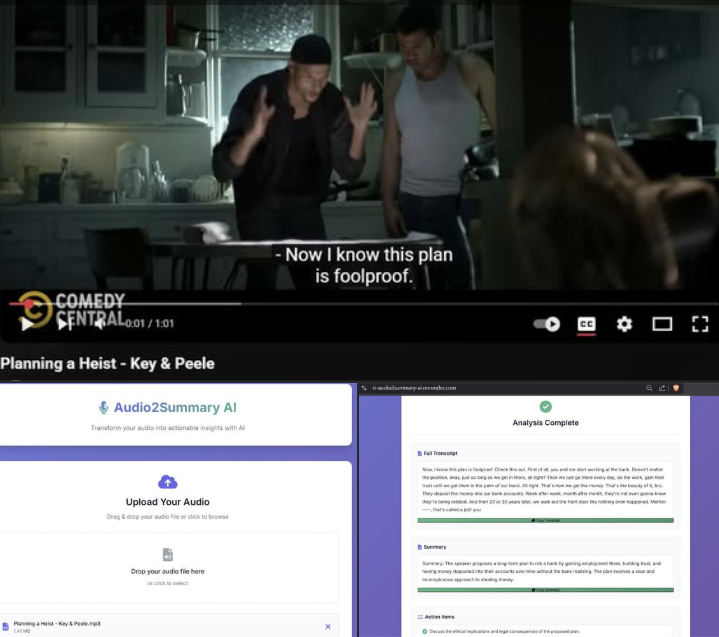 - Now I know this plan
is foolproof.
COMEDY
CENTRAL
0:01 / 1:01
CC
Planning a Heist - Key & Peele
Audio2Summary AI
Transform your audio into actionable insights with AI
Upload Your Audio
Drag & drop your audio file or click to browse
Drop your audio file here
or click to select
Planning a Heist - Key & Peele.mp3
1.41 MB
audio2summary-ai.onrender.com
Analysis Complete
Full Transcript
Now, I know this plan is foolproof. Check this out. First of all, you and me start working at the bank. Doesn't matter
the position, away, just so long as we get in there, all right? Then we just go there every day, do the work, gain their
trust until we get them in the palm of our hand. All right. That's how we get the money. That's the beauty of it, bro.
They deposit the money into our bank accounts. Week after week, month after month, they're not even gonna know
they're being robbed. And then 20 or 30 years later, we walk out the front door like nothing ever happened. Mother-
----, that's called a job! you
Copy Transcript
Summary
Summary: The speaker proposes a long-term plan to rob a bank by gaining employment there, building trust, and
having money deposited into their accounts over time without the bank realizing. The plan involves a slow and
inconspicuous approach to stealing money.
Copy Summary
Action Items
Discuss the ethical implications and legal consequences of the proposed plan.